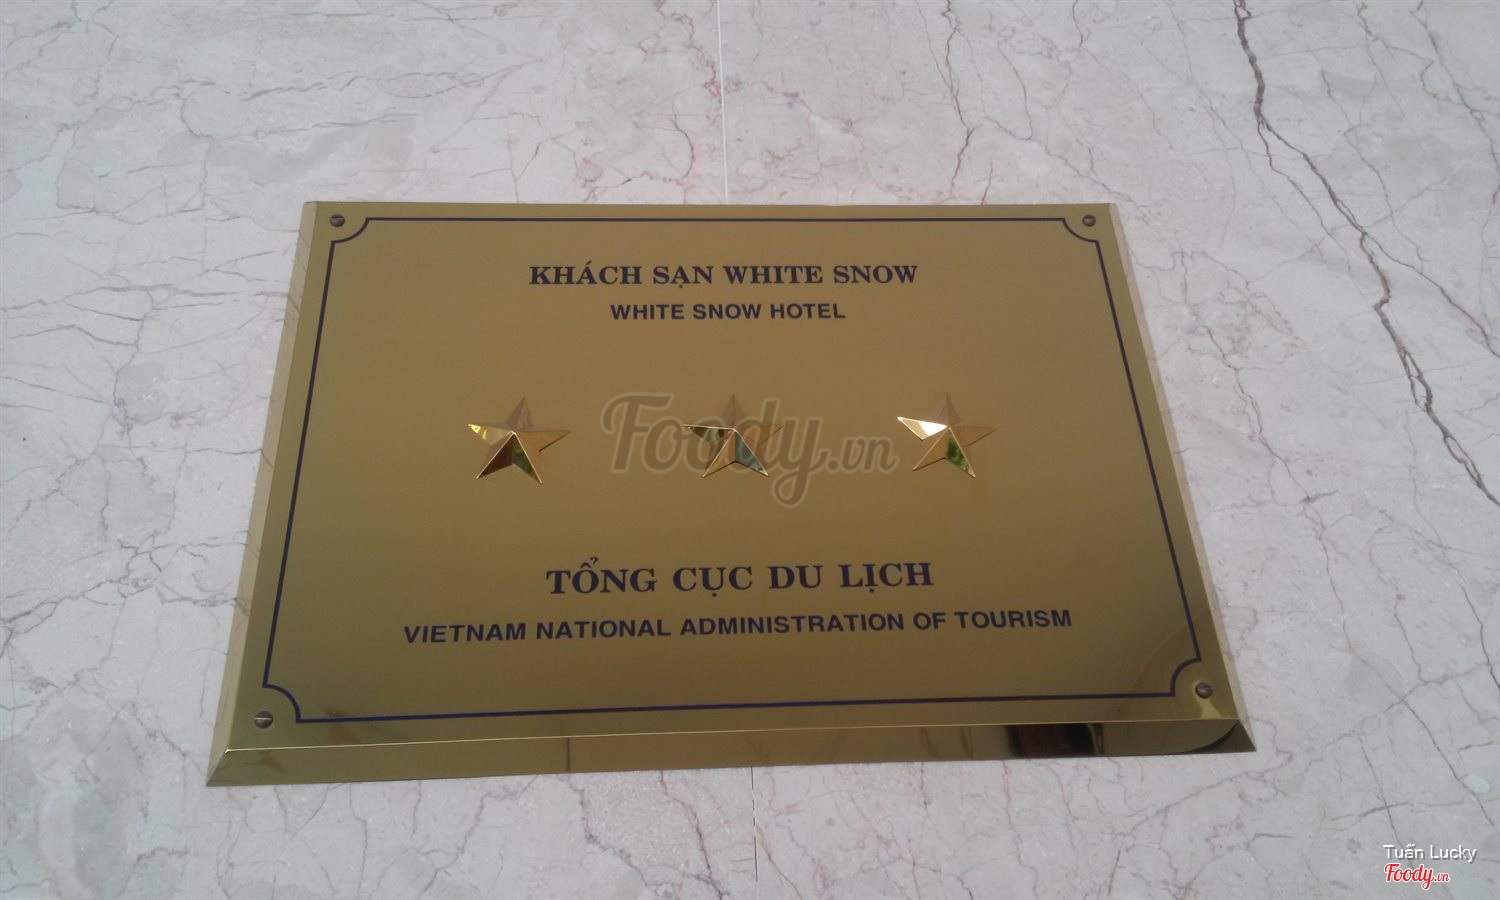 KHÁCH SẠN WHITE SNOW
WHITE SNOW HOTEL
Foody.vn
TỔNG CỤC DU LỊCH
VIETNAM NATIONAL ADMINISTRATION OF TOURISM
Tuấn Lucky
Foody.vn